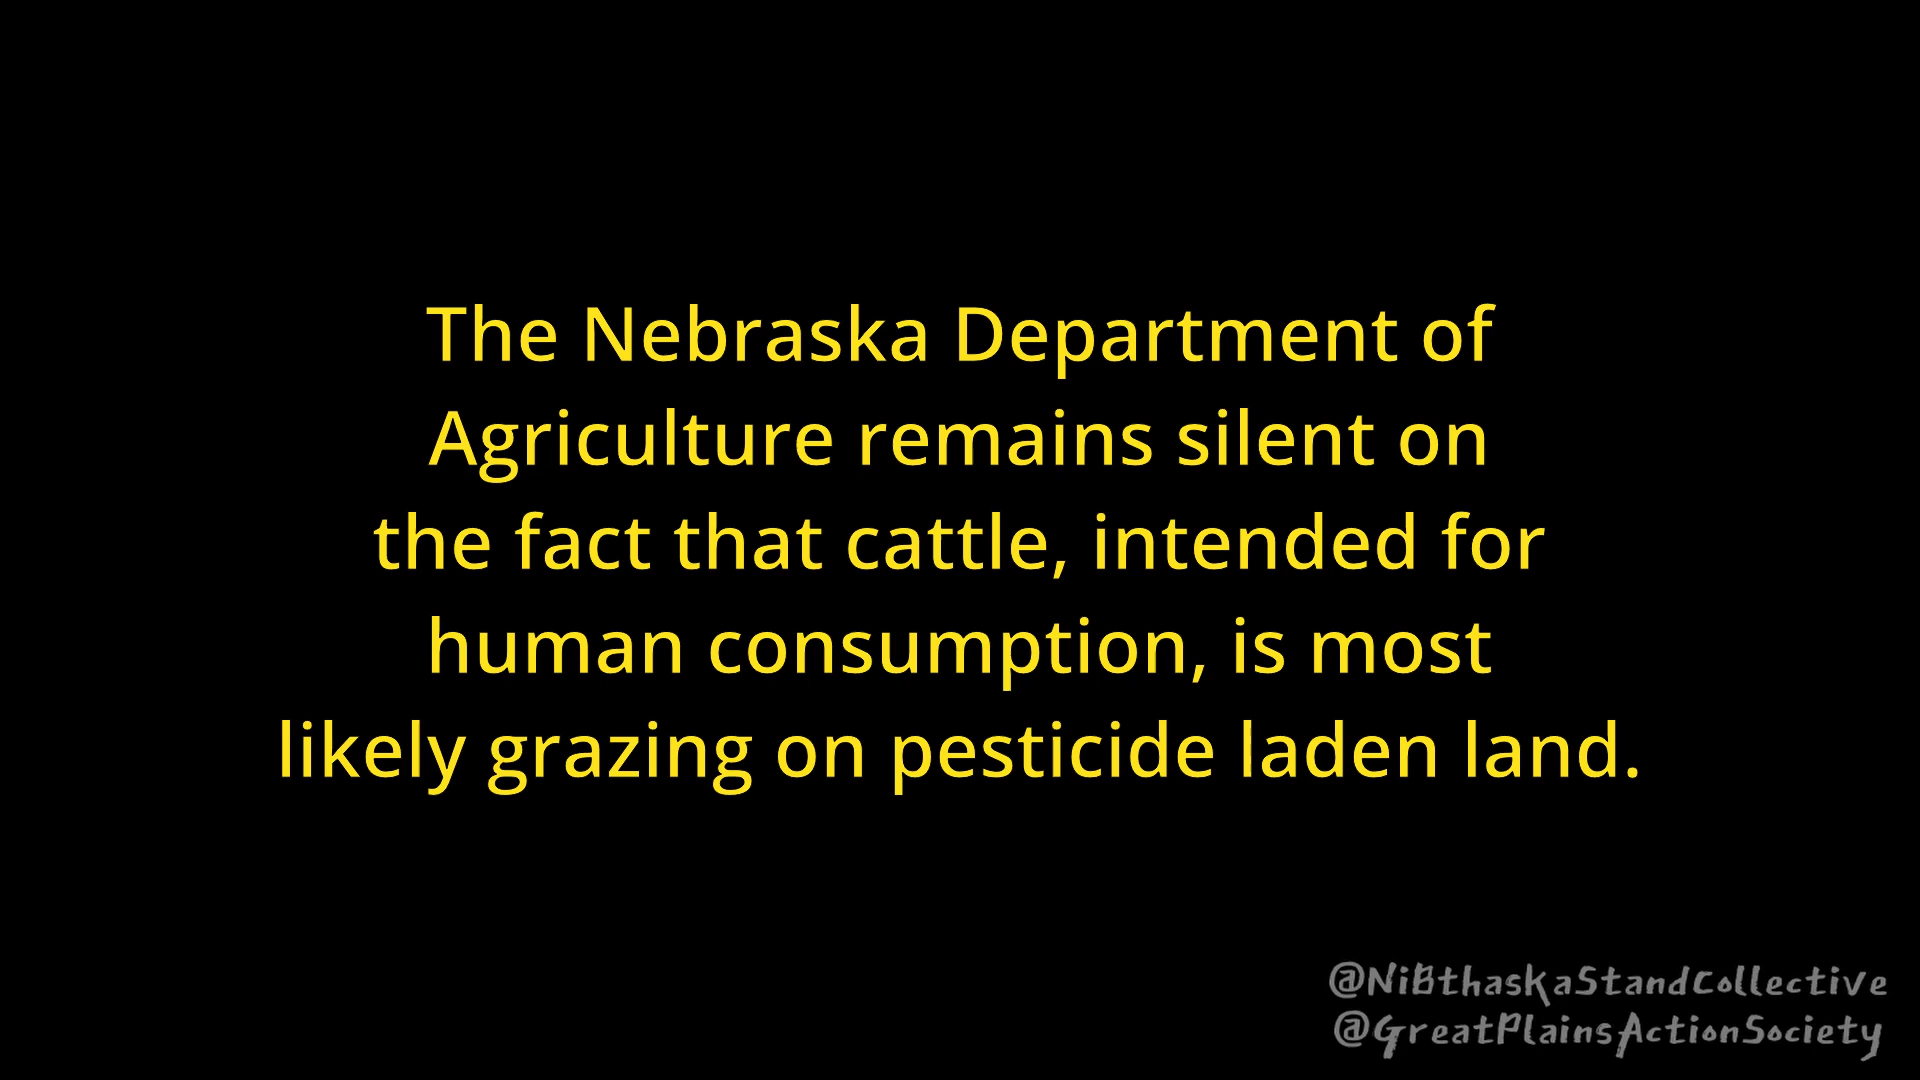 The Nebraska Department of
Agriculture remains silent on
the fact that cattle, intended for
human consumption, is most
likely grazing on pesticide laden land.
@NiBthaskaStandCollective
@GreatPlainsActionSociety